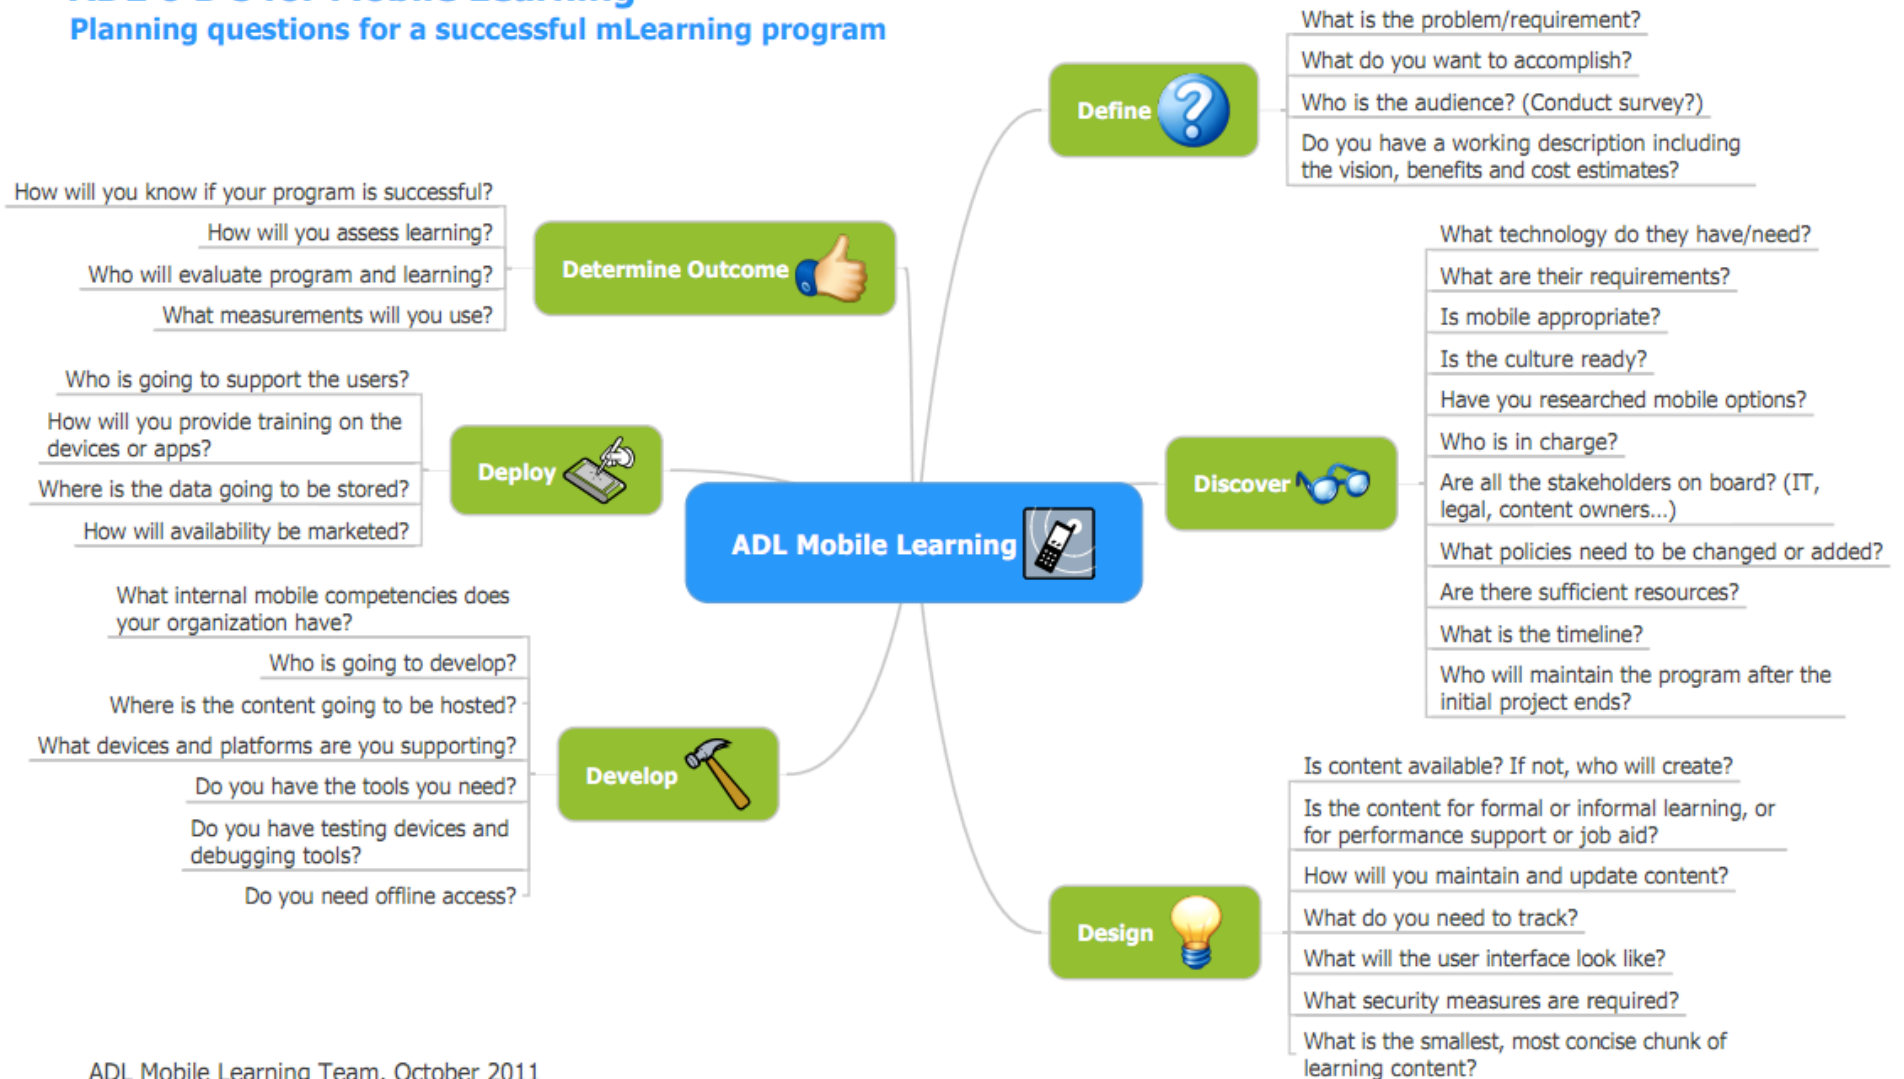 ADL 6 D's for Mobile Learning
Planning questions for a successful mLearning program
Define
What is the problem/requirement?
What do you want to accomplish?
Who is the audience? (Conduct survey?)
Do you have a working description including
the vision, benefits and cost estimates?
Discover
What technology do they have/need?
What are their requirements?
Is mobile appropriate?
Is the culture ready?
Have you researched mobile options?
Who is in charge?
Are all the stakeholders on board? (IT,
legal, content owners...)
What policies need to be changed or added?
Are there sufficient resources?
What is the timeline?
Who will maintain the program after the
initial project ends?
Design
Is content available? If not, who will create?
Is the content for formal or informal learning, or
for performance support or job aid?
How will you maintain and update content?
What do you need to track?
What will the user interface look like?
What security measures are required?
What is the smallest, most concise chunk of
learning content?
ADL Mobile Learning
Determine Outcome
How will you know if your program is successful?
How will you assess learning?
Who will evaluate program and learning?
What measurements will you use?
Deploy
Who is going to support the users?
How will you provide training on the
devices or apps?
Where is the data going to be stored?
How will availability be marketed?
Develop
What internal mobile competencies does
your organization have?
Who is going to develop?
Where is the content going to be hosted?
What devices and platforms are you supporting?
Do you have the tools you need?
Do you have testing devices and
debugging tools?
Do you need offline access?
ADL Mobile Learning Team, October 2011